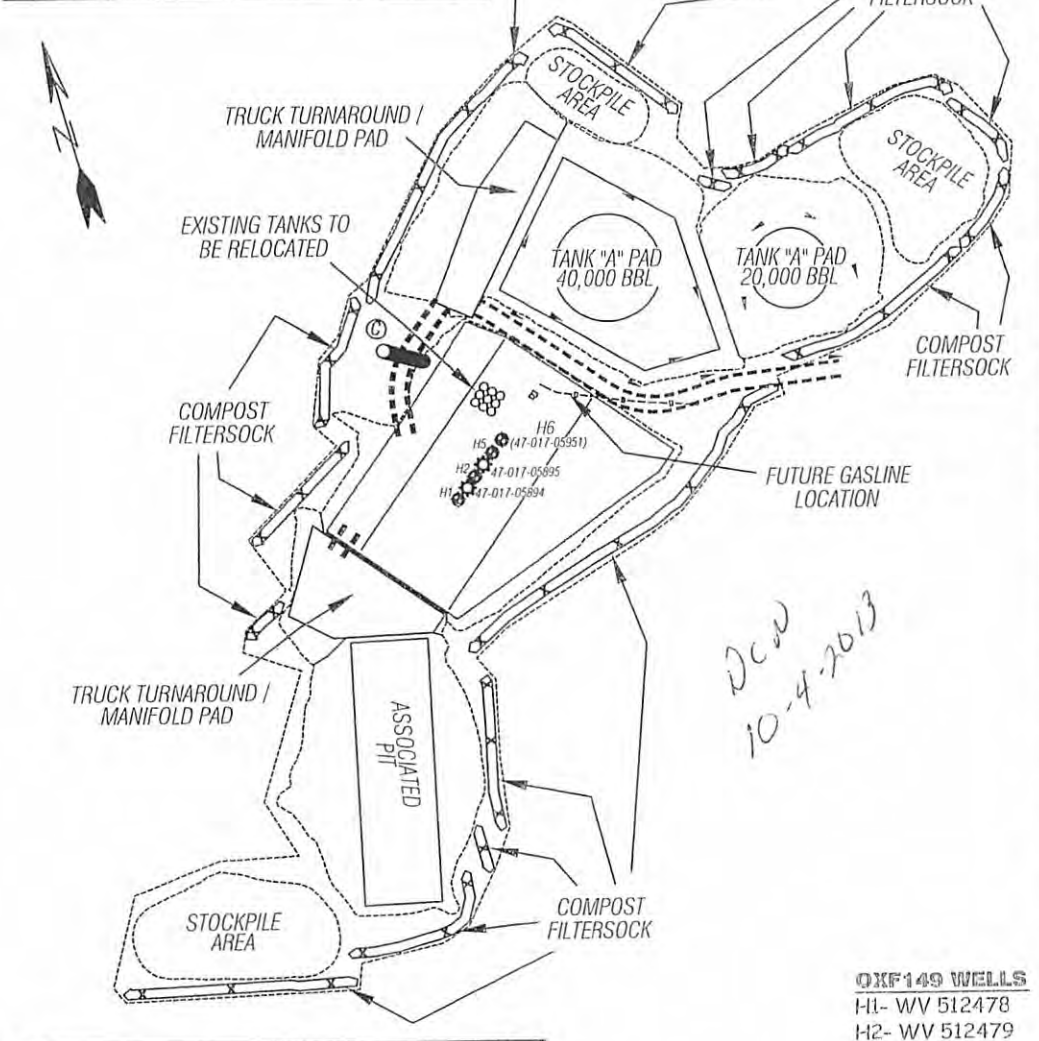 FILTERSOCK
STOCKPILE
AREA
TRUCK TURNAROUND /
MANIFOLD PAD
STOCKPILE
AREA
EXISTING TANKS TO
BE RELOCATED
TANK "A" PAD
40,000 BBL
TANK "A" PAD
20,000 BBL
N
C
COMPOST
FILTERSOCK
COMPOST
FILTERSOCK
H6
(47-017-05951)
H5
H2 47-017-05895
H1 47-017-05894
FUTURE GASLINE
LOCATION
DCN
10-4-2013
TRUCK TURNAROUND /
MANIFOLD PAD
ASSOCIATED
PIT
STOCKPILE
AREA
COMPOST
FILTERSOCK
OXF149 WELLS
H1- WV 512478
H2- WV 512479